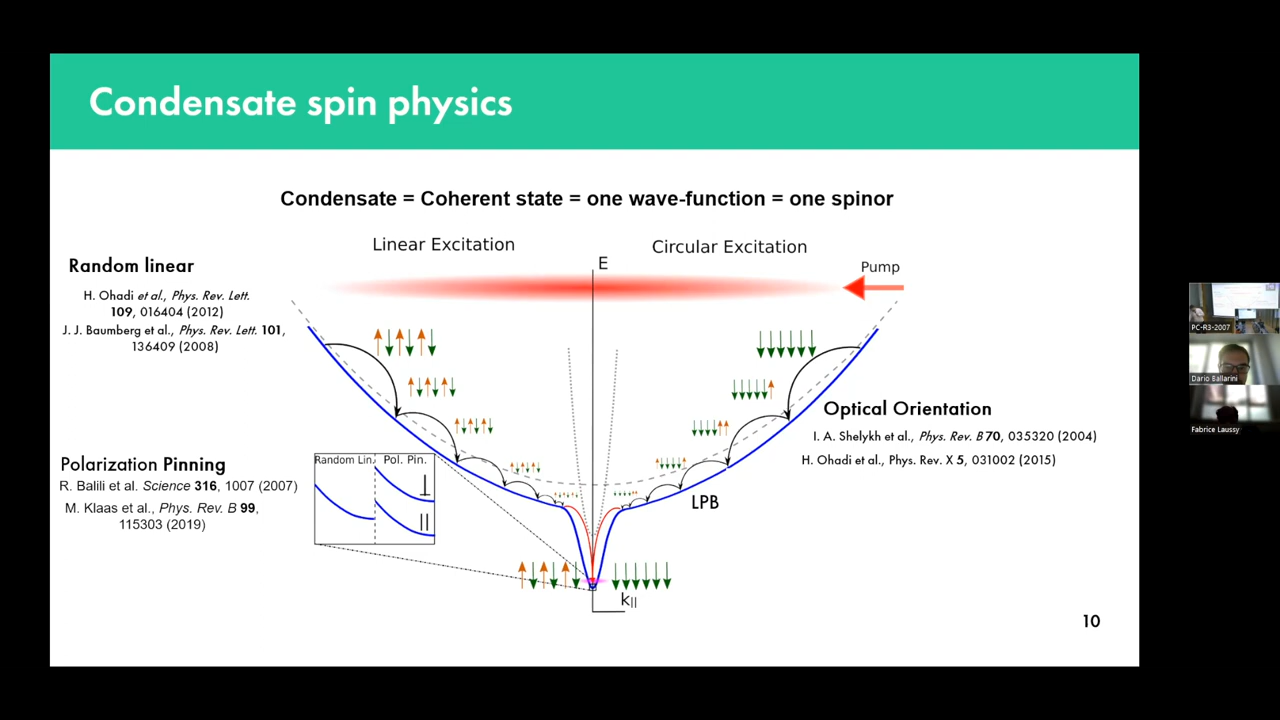 Condensate spin physics
Condensate = Coherent state = one wave-function = one spinor
Linear Excitation
Circular Excitation
E
Pump
Random linear
H. Ohadi et al., Phys. Rev. Lett.
109, 016404 (2012)
J. J. Baumberg et al., Phys. Rev. Lett. 101,
136409 (2008)
Optical Orientation
I. A. Shelykh et al., Phys. Rev. B 70, 035320 (2004)
H. Ohadi et al., Phys. Rev. X 5, 031002 (2015)
Polarization Pinning
R. Balili et al. Science 316, 1007 (2007)
M. Klaas et al., Phys. Rev. B 99,
115303 (2019)
Random Lin.
Pol. Pin.
⊥
||
LPB
k||
10
PC-R3-2007
Dario Ballarini
Fabrice Laussy